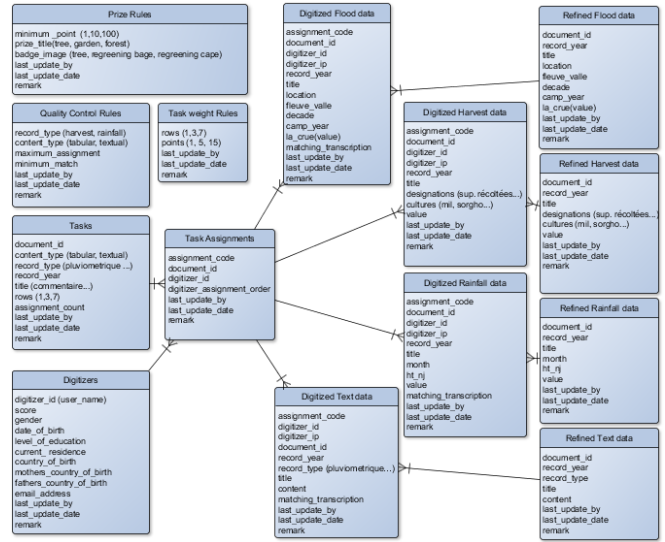 Prize Rules
minimum _point (1,10,100)
prize_title(tree, garden, forest)
badge_image (tree, regreening bage, regreening cape)
last_update_by
last_update_date
remark
Quality Control Rules
record_type (harvest, rainfall)
content_type (tabular, textual)
maximum_assignment
minimum_match
last_update_by
last_update_date
remark
Task weight Rules
rows (1,3,7)
points (1, 5, 15)
last_update_by
last_update_date
remark
Tasks
document_id
content_type (tabular, textual)
record_type (pluviometrique ...)
record_year
title (commentaire...)
rows (1,3,7)
assignment_count
last_update_by
last_update_date
remark
Digitizers
digitizer_id (user_name)
score
gender
date_of_birth
level_of_education
current_ residence
country_of_birth
mothers_country_of_birth
fathers_country_of_birth
email_address
last_update_by
last_update_date
remark
Task Assignments
assignment_code
document_id
digitizer_id
digitizer_assignment_order
last_update_by
last_update_date
remark
Digitized Flood data
assignment_code
document_id
digitizer_id
digitizer_ip
record_year
title
location
fleuve_valle
decade
camp_year
la_crue(value)
matching_transcription
last_update_by
last_update_date
remark
Digitized Text data
assignment_code
digitizer_id
digitizer_ip
document_id
record_year
record_type (pluviometrique...)
title
content
matching_transcription
last_update_by
last_update_date
remark
Digitized Harvest data
assignment_code
document_id
digitizer_id
digitizer_ip
record_year
title
designations (sup. récoltées...)
cultures (mil, sorgho...)
value
last_update_by
last_update_date
remark
Digitized Rainfall data
assignment_code
document_id
digitizer_id
digitizer_ip
record_year
title
month
ht_nj
value
matching_transcription
last_update_by
last_update_date
remark
Refined Flood data
document_id
record_year
title
location
fleuve_valle
decade
camp_year
la_crue(value)
last_update_by
last_update_date
remark
Refined Harvest data
document_id
record_year
title
designations (sup. récoltées...)
cultures (mil, sorgho...)
value
last_update_by
last_update_date
remark
Refined Rainfall data
document_id
record_year
title
month
ht_nj
value
last_update_by
last_update_date
remark
Refined Text data
document_id
record_year
record_type
title
content
last_update_by
last_update_date
remark